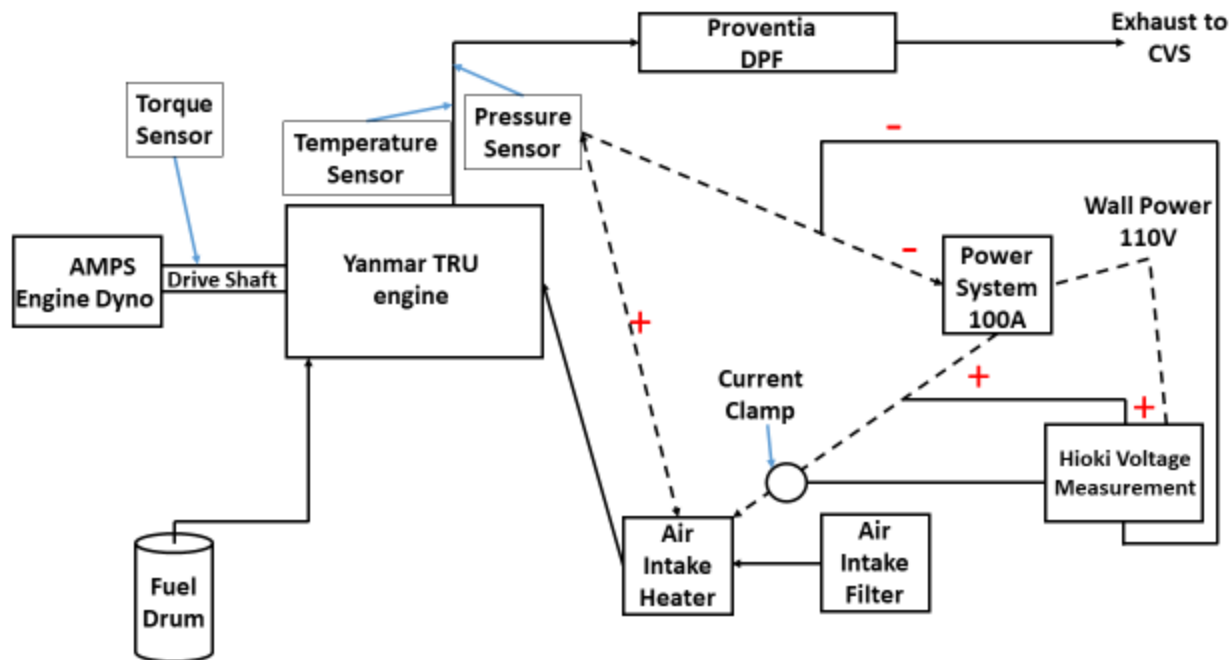 Proventia
DPF
Exhaust to
CVS
Torque
Sensor
Temperature
Sensor
Pressure
Sensor
-
Wall Power
110V
AMPS
Engine Dyno
Drive Shaft
Yanmar TRU
engine
-
Power
System
100A
+
Current
Clamp
+
+
Hioki Voltage
Measurement
Air
Intake
Heater
Air
Intake
Filter
Fuel
Drum